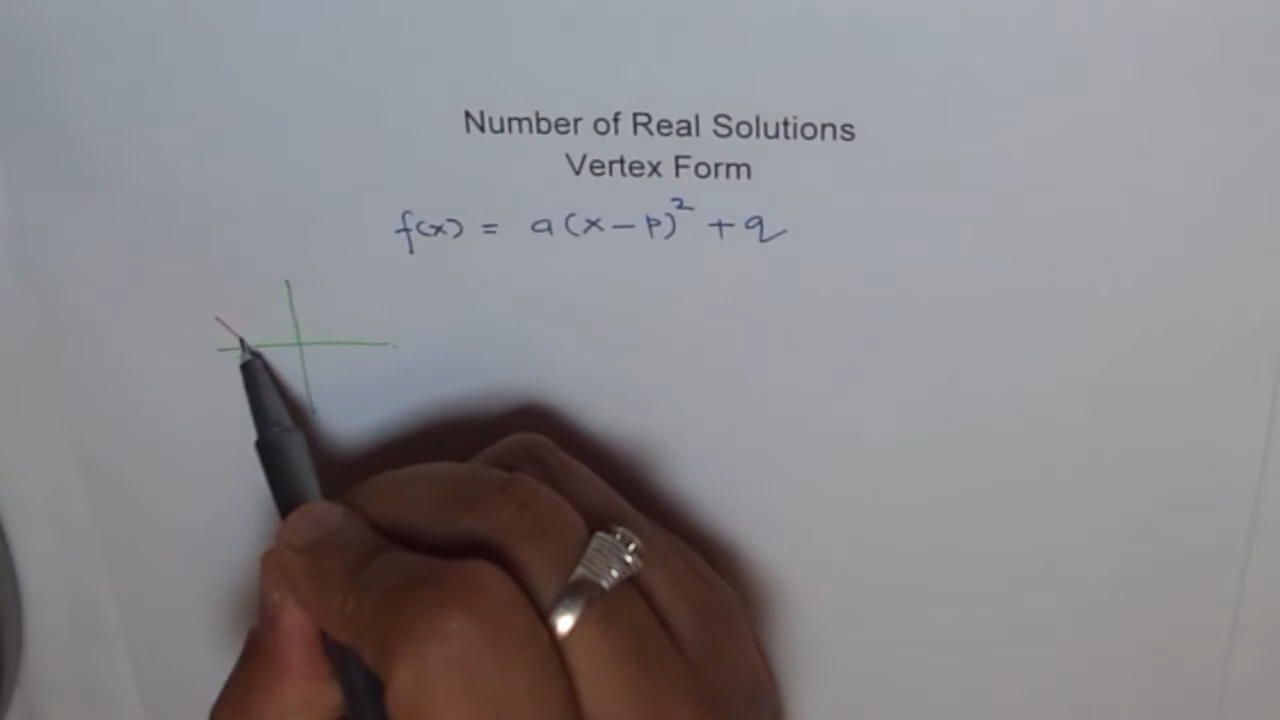 Number of Real Solutions
Vertex Form
f(x) = a(x-p)² + q